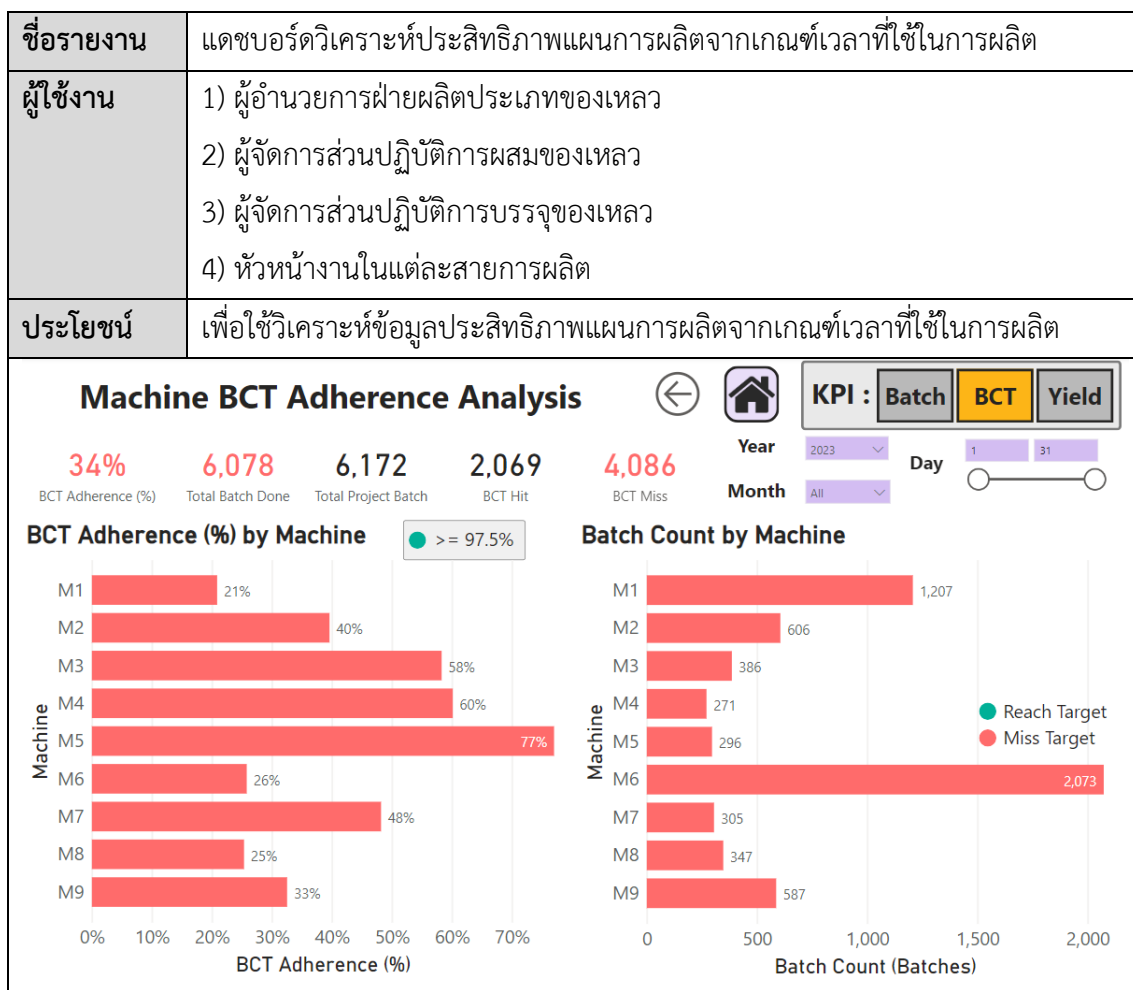 ชื่อรายงาน แดชบอร์ดวิเคราะห์ประสิทธิภาพแผนการผลิตจากเกณฑ์เวลาที่ใช้ในการผลิต
ผู้ใช้งาน 1) ผู้อำนวยการฝ่ายผลิตประเภทของเหลว
2) ผู้จัดการส่วนปฏิบัติการผสมของเหลว
3) ผู้จัดการส่วนปฏิบัติการบรรจุของเหลว
4) หัวหน้างานในแต่ละสายการผลิต
ประโยชน์ เพื่อใช้วิเคราะห์ข้อมูลประสิทธิภาพแผนการผลิตจากเกณฑ์เวลาที่ใช้ในการผลิต
Machine BCT Adherence Analysis KPI : Batch BCT Yield
34% 6,078 6,172 2,069 4,086
BCT Adherence (%) Total Batch Done Total Project Batch BCT Hit BCT Miss
Year 2023 Day 1 31
Month All
BCT Adherence (%) by Machine >= 97.5%
Machine
M1 21%
M2 40%
M3 58%
M4 60%
M5 77%
M6 26%
M7 48%
M8 25%
M9 33%
0% 10% 20% 30% 40% 50% 60% 70%
BCT Adherence (%)
Batch Count by Machine
Machine
M1 1,207
M2 606
M3 386
M4 271
M5 296
M6 2,073
M7 305
M8 347
M9 587
Reach Target
Miss Target
0 500 1,000 1,500 2,000
Batch Count (Batches)